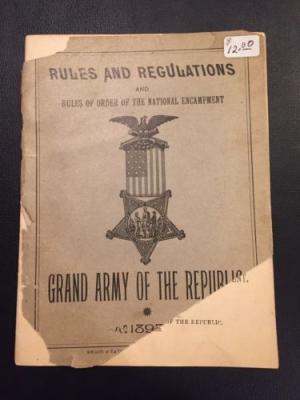 $
12.00
RULES AND REGULATIONS
AND
RULES OF ORDER OF THE NATIONAL ENCAMPMENT
GRAND ARMY OF THE REPUBLIC.
OF THE REPUBLIC
189